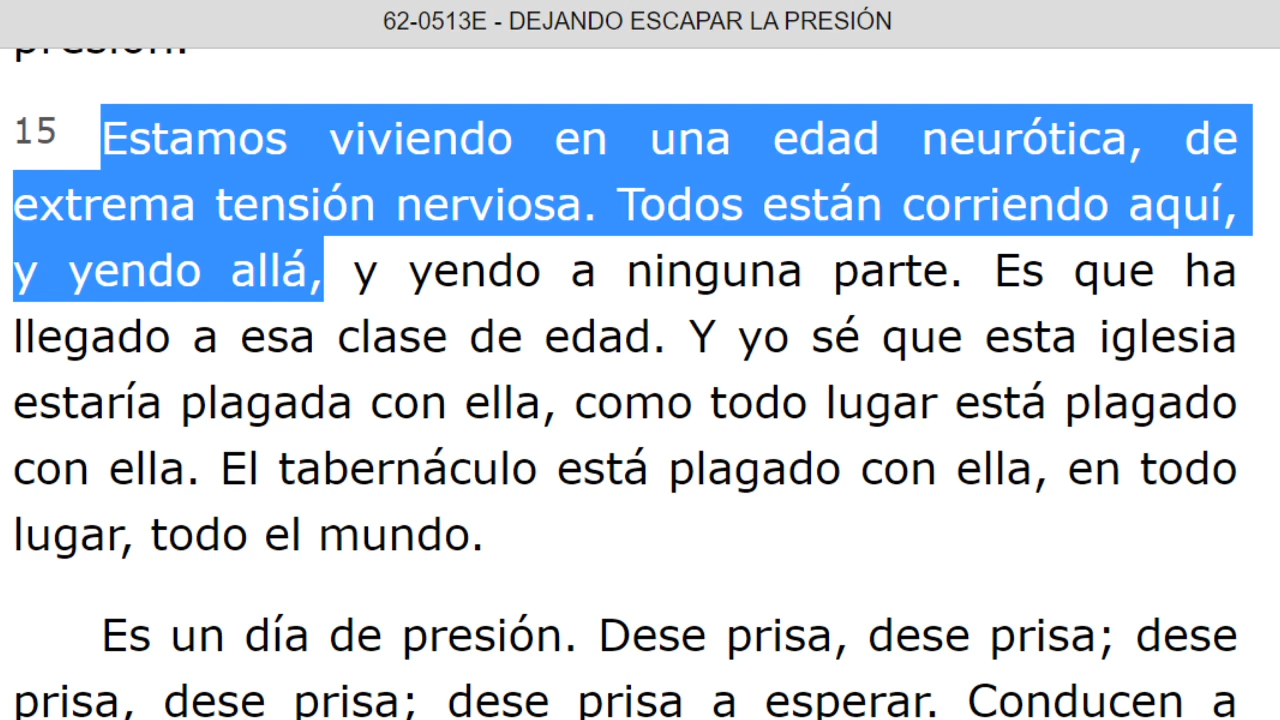 62-0513E - DEJANDO ESCAPAR LA PRESIÓN
presión.
15 Estamos viviendo en una edad neurótica, de
extrema tensión nerviosa. Todos están corriendo aquí,
y yendo allá, y yendo a ninguna parte. Es que ha
llegado a esa clase de edad. Y yo sé que esta iglesia
estaría plagada con ella, como todo lugar está plagado
con ella. El tabernáculo está plagado con ella, en todo
lugar, todo el mundo.
Es un día de presión. Dese prisa, dese prisa; dese
prisa, dese prisa; dese prisa a esperar. Conducen a